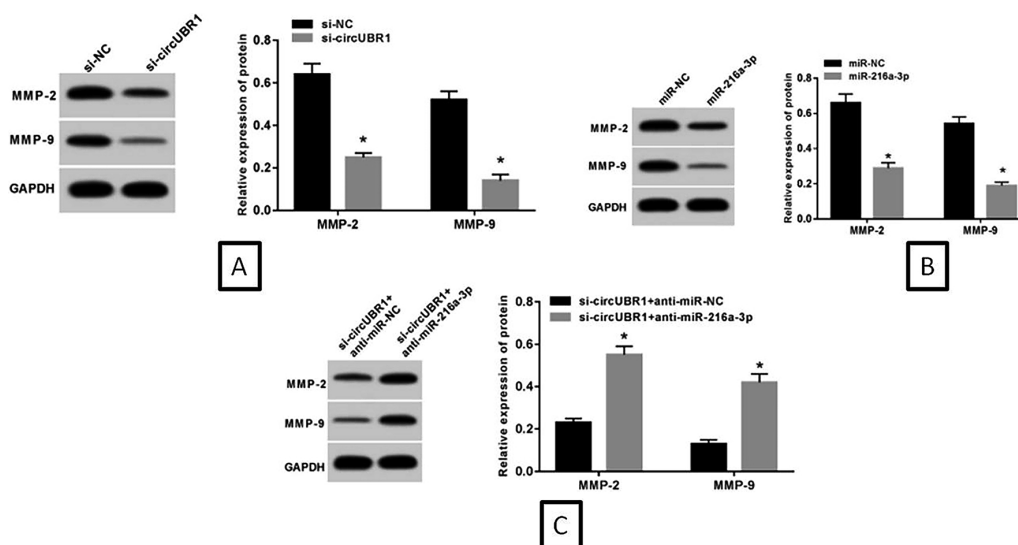 si-NC
si-circUBR1
MMP-2
MMP-9
GAPDH
si-NC
si-circUBR1
Relative expression of protein
0.8
0.6
0.4
0.2
0.0
*
*
MMP-2
MMP-9
A
miR-NC
miR-216a-3p
MMP-2
MMP-9
GAPDH
miR-NC
miR-216a-3p
Relative expression of protein
0.8
0.6
0.4
0.2
0.0
*
*
MMP-2
MMP-9
B
si-circUBR1+
anti-miR-NC
si-circUBR1+
anti-miR-216a-3p
MMP-2
MMP-9
GAPDH
si-circUBR1+anti-miR-NC
si-circUBR1+anti-miR-216a-3p
Relative expression of protein
0.8
0.6
0.4
0.2
0.0
*
*
MMP-2
MMP-9
C